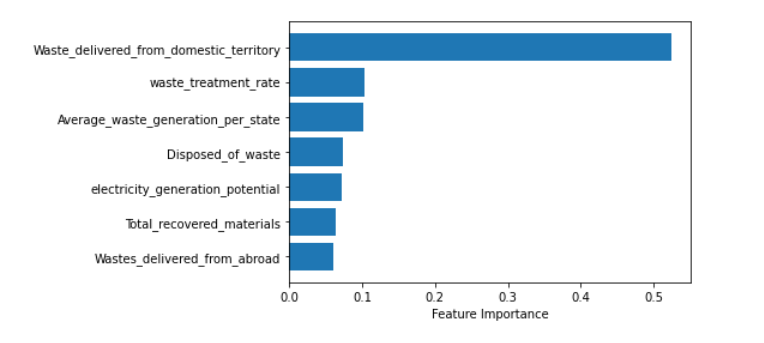 Waste_delivered_from_domestic_territory
waste_treatment_rate
Average_waste_generation_per_state
Disposed_of_waste
electricity_generation_potential
Total_recovered_materials
Wastes_delivered_from_abroad
0.0 0.1 0.2 0.3 0.4 0.5
Feature Importance